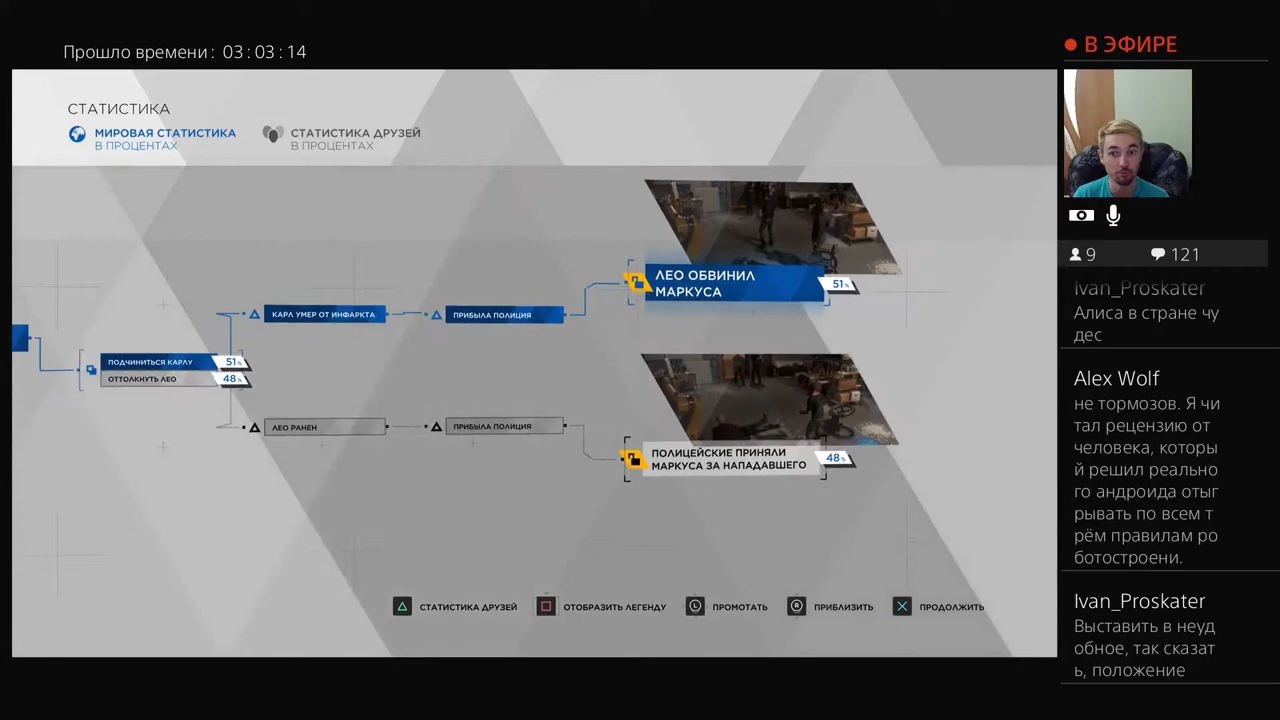 Прошло времени: 03:03:14
В ЭФИРЕ
СТАТИСТИКА
МИРОВАЯ СТАТИСТИКА
В ПРОЦЕНТАХ
СТАТИСТИКА ДРУЗЕЙ
В ПРОЦЕНТАХ
ЛЕО ОБВИНИЛ
МАРКУСА
51%
КАРЛ УМЕР ОТ ИНФАРКТА
ПРИБЫЛА ПОЛИЦИЯ
ПОДЧИНИТЬСЯ КАРЛУ 51%
ОТТОЛКНУТЬ ЛЕО 48%
ЛЕО РАНЕН
ПРИБЫЛА ПОЛИЦИЯ
ПОЛИЦЕЙСКИЕ ПРИНЯЛИ
МАРКУСА ЗА НАПАДАВШЕГО
48%
СТАТИСТИКА ДРУЗЕЙ
ОТОБРАЗИТЬ ЛЕГЕНДУ
L ПРОМОТАТЬ
R ПРИБЛИЗИТЬ
ПРОДОЛЖИТЬ
9 121
Ivan_Proskater
Алиса в стране чу
дес
Alex Wolf
не тормозов. Я чи
тал рецензию от
человека, которы
й решил реально
го андроида отыг
рывать по всем т
рём правилам ро
ботостроени.
Ivan_Proskater
Выставить в неуд
обное, так сказат
ь, положение